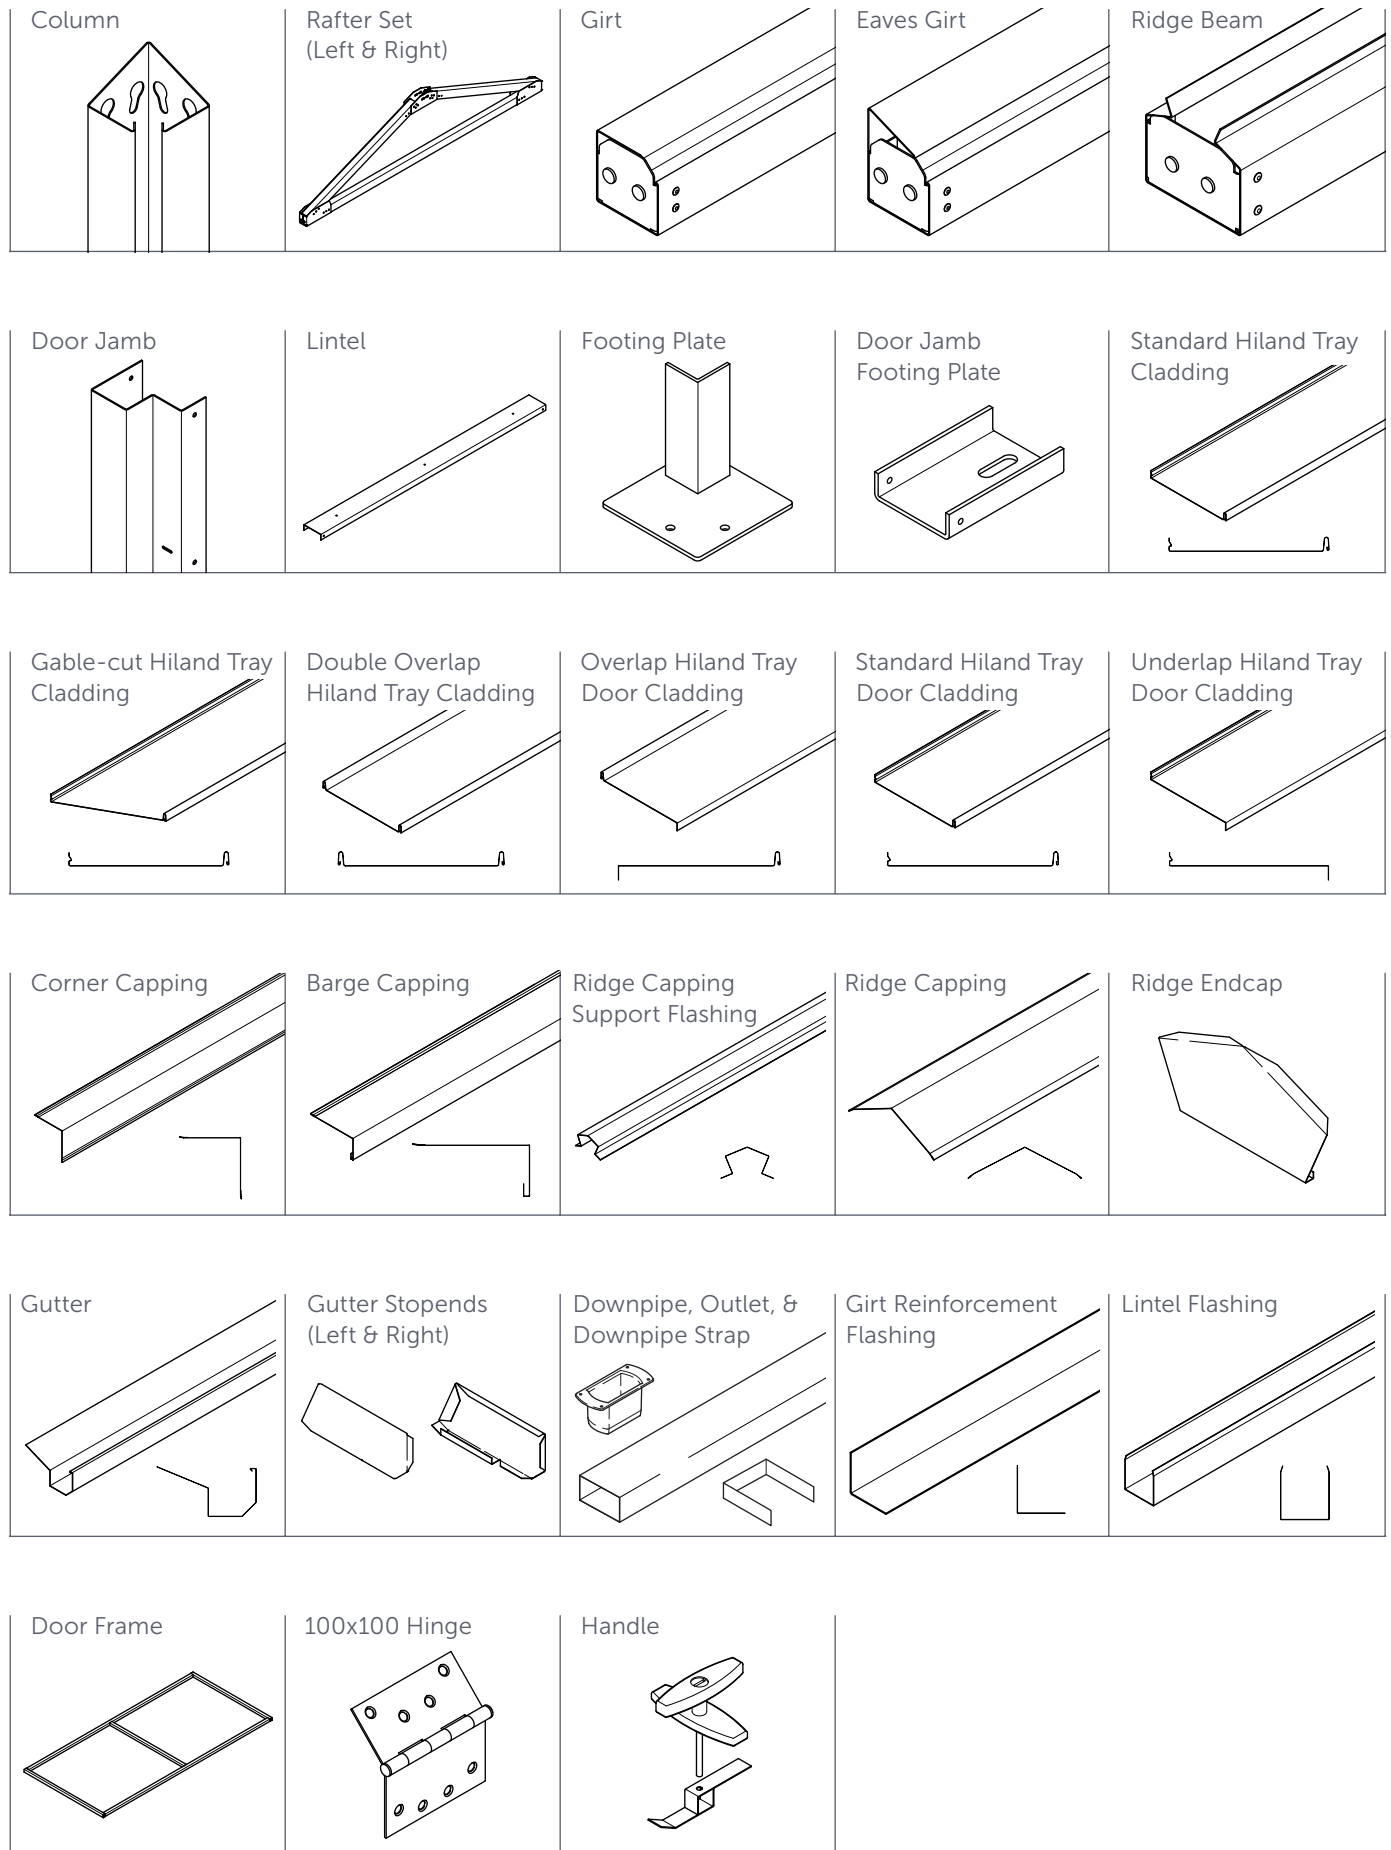 Column
Rafter Set
(Left & Right)
Girt
Eaves Girt
Ridge Beam
Door Jamb
Lintel
Footing Plate
Door Jamb
Footing Plate
Standard Hiland Tray
Cladding
Gable-cut Hiland Tray
Cladding
Double Overlap
Hiland Tray Cladding
Overlap Hiland Tray
Door Cladding
Standard Hiland Tray
Door Cladding
Underlap Hiland Tray
Door Cladding
Corner Capping
Barge Capping
Ridge Capping
Support Flashing
Ridge Capping
Ridge Endcap
Gutter
Gutter Stopends
(Left & Right)
Downpipe, Outlet, &
Downpipe Strap
Girt Reinforcement
Flashing
Lintel Flashing
Door Frame
100x100 Hinge
Handle